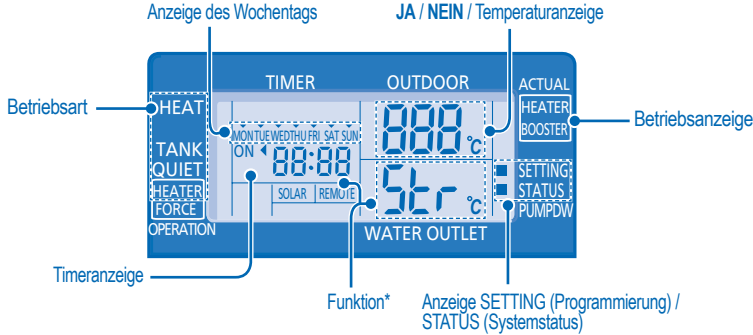 Anzeige des Wochentags
JA / NEIN / Temperaturanzeige
TIMER
OUTDOOR
ACTUAL
Betriebsart
HEAT
HEATER
BOOSTER
Betriebsanzeige
888 °C
MON TUE WED THU FRI SAT SUN
ON
88:88
TANK
QUIET
HEATER
FORCE
OPERATION
SOLAR
REMOTE
Str °C
SETTING
STATUS
PUMPDW
WATER OUTLET
Timeranzeige
Funktion*
Anzeige SETTING (Programmierung) /
STATUS (Systemstatus)